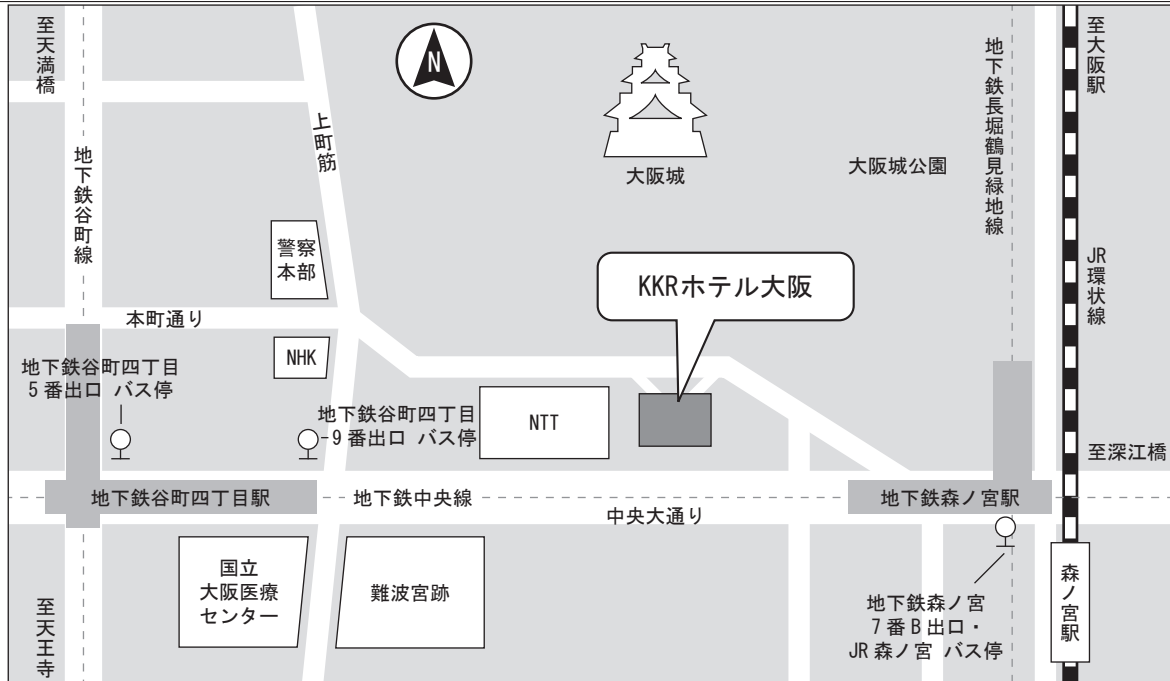 至天満橋
N
至大阪駅
地下鉄長堀鶴見緑地線
上町筋
地下鉄谷町線
大阪城
大阪城公園
警察
本部
JR環状線
KKRホテル大阪
本町通り
NHK
地下鉄谷町四丁目
5番出口 バス停
地下鉄谷町四丁目
-9番出口 バス停
NTT
至深江橋
地下鉄谷町四丁目駅
地下鉄中央線
中央大通り
地下鉄森ノ宮駅
国立
大阪医療
センター
難波宮跡
森ノ宮駅
至天王寺
地下鉄森ノ宮
7番B出口・
JR森ノ宮 バス停